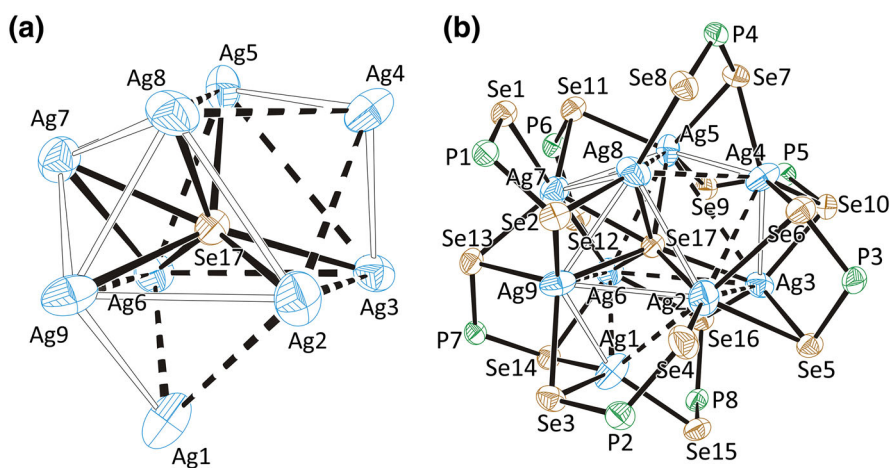 (a)
Ag5
Ag8
Ag4
Ag7
Se17
Ag6
Ag3
Ag9
Ag2
Ag1
(b)
P4
Se8
Se7
Se1
Se11
P6
Ag5
P1
Ag8
Ag4
P5
Ag7
Se9
Se10
Se2
Se6
Se12
Se17
Se13
P3
Ag9
Ag6
Ag2
Ag3
Se16
P7
Ag1
Se14
Se4
Se5
Se3
P8
P2
Se15